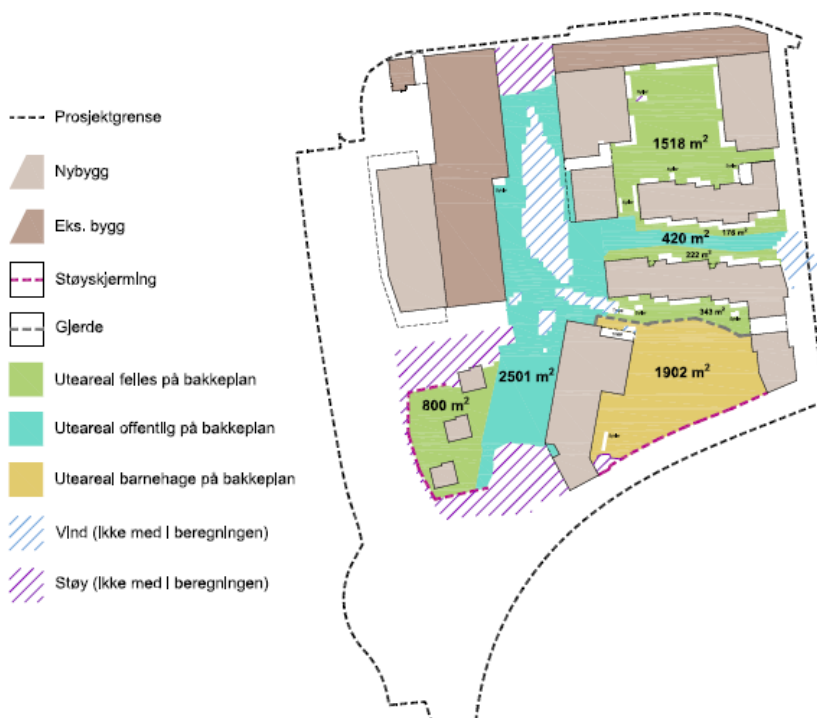 Prosjektgrense
Nybygg
Eks. bygg
Støyskjerming
Gjerde
Uteareal felles på bakkeplan
Uteareal offentlig på bakkeplan
Uteareal barnehage på bakkeplan
Vind (ikke med i beregningen)
Støy (ikke med i beregningen)
1518 m²
176 m²
420 m²
222 m²
343 m²
1902 m²
2501 m²
800 m²